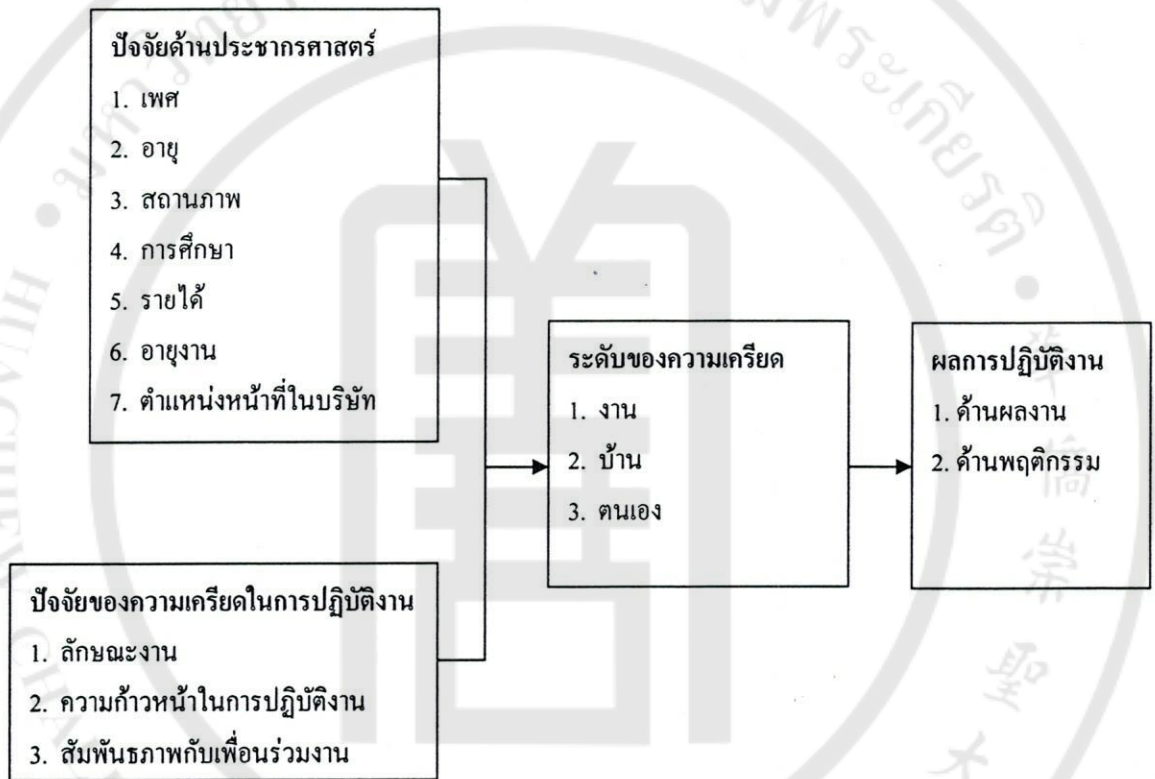 ปัจจัยด้านประชากรศาสตร์
1. เพศ
2. อายุ
3. สถานภาพ
4. การศึกษา
5. รายได้
6. อายุงาน
7. ตำแหน่งหน้าที่ในบริษัท
ปัจจัยของความเครียดในการปฏิบัติงาน
1. ลักษณะงาน
2. ความก้าวหน้าในการปฏิบัติงาน
3. สัมพันธภาพกับเพื่อนร่วมงาน
ระดับของความเครียด
1. งาน
2. บ้าน
3. ตนเอง
ผลการปฏิบัติงาน
1. ด้านผลงาน
2. ด้านพฤติกรรม